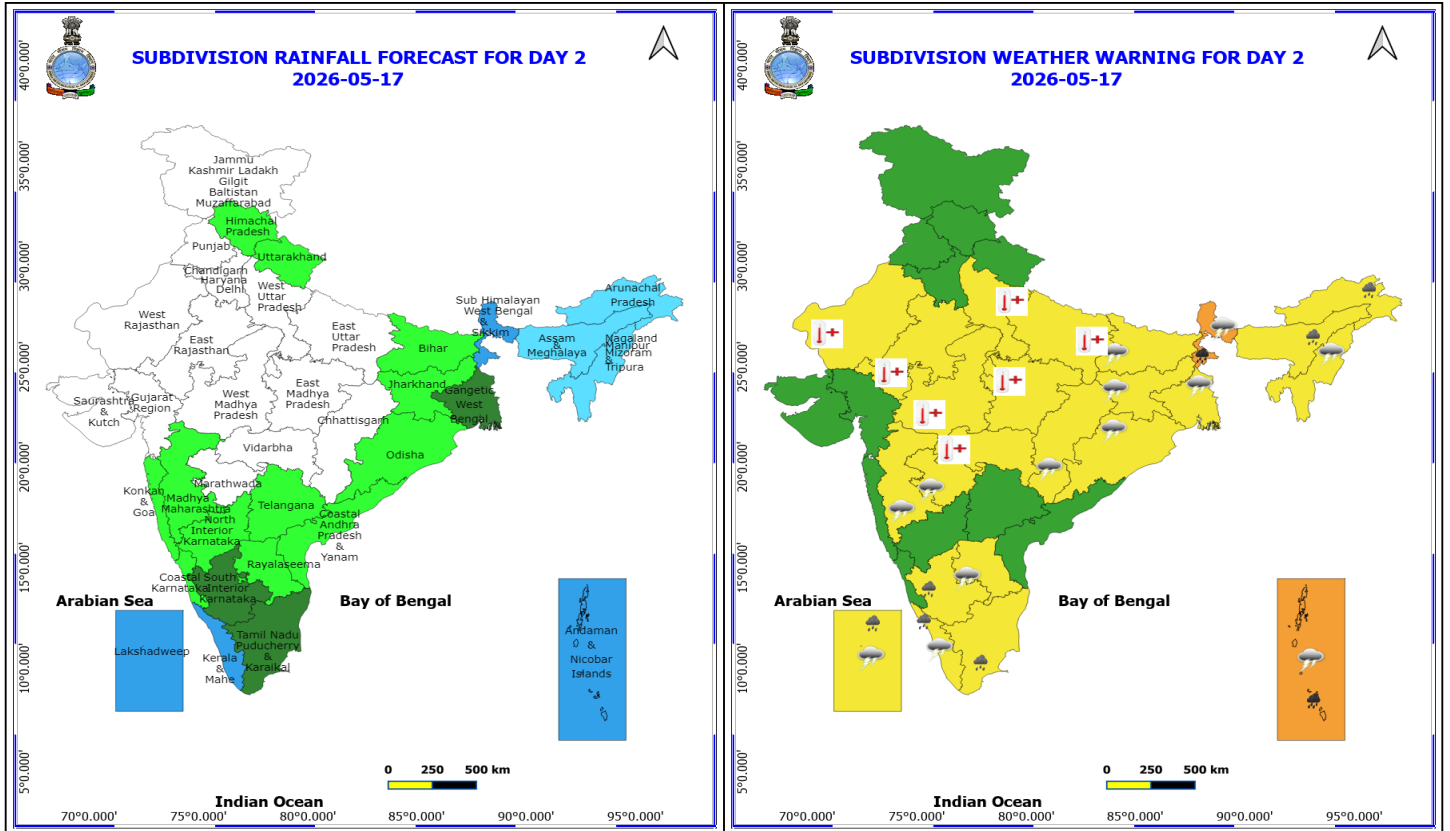 SUBDIVISION RAINFALL FORECAST FOR DAY 2
2026-05-17
40°0.000'
35°0.000'
30°0.000'
25°0.000'
20°0.000'
15°0.000'
10°0.000'
5°0.000'
Jammu
Kashmir Ladakh
Gilgit
Baltistan
Muzaffarabad
Himachal
Pradesh
Punjab
Uttarakhand
Chandigarh
Haryana
Delhi
West
Uttar
Pradesh
West
Rajasthan
East
Rajasthan
East
Uttar
Pradesh
Sub Himalayan
West Bengal
&
Sikkim
Arunachal
Pradesh
Assam
&
Meghalaya
Nagaland
Manipur
Mizoram
&
Tripura
Bihar
Jharkhand
Gangetic
West
Bengal
Saurashtra
&
Kutch
Gujarat
Region
West
Madhya
Pradesh
East
Madhya
Pradesh
Chhattisgarh
Vidarbha
Odisha
Konkan
&
Goa
Marathwada
Madhya
Maharashtra
Telangana
North
Interior
Karnataka
Coastal
Andhra
Pradesh
&
Yanam
Rayalaseema
Coastal
Karnataka
South
Interior
Karnataka
Arabian Sea
Bay of Bengal
Lakshadweep
Kerala
&
Mahe
Tamil Nadu
Puducherry
&
Karaikal
Andaman
&
Nicobar
Islands
0 250 500 km
Indian Ocean
70°0.000' 75°0.000' 80°0.000' 85°0.000' 90°0.000' 95°0.000'
SUBDIVISION WEATHER WARNING FOR DAY 2
2026-05-17
40°0.000'
35°0.000'
30°0.000'
25°0.000'
20°0.000'
15°0.000'
10°0.000'
5°0.000'
Arabian Sea
Bay of Bengal
0 250 500 km
Indian Ocean
70°0.000' 75°0.000' 80°0.000' 85°0.000' 90°0.000' 95°0.000'